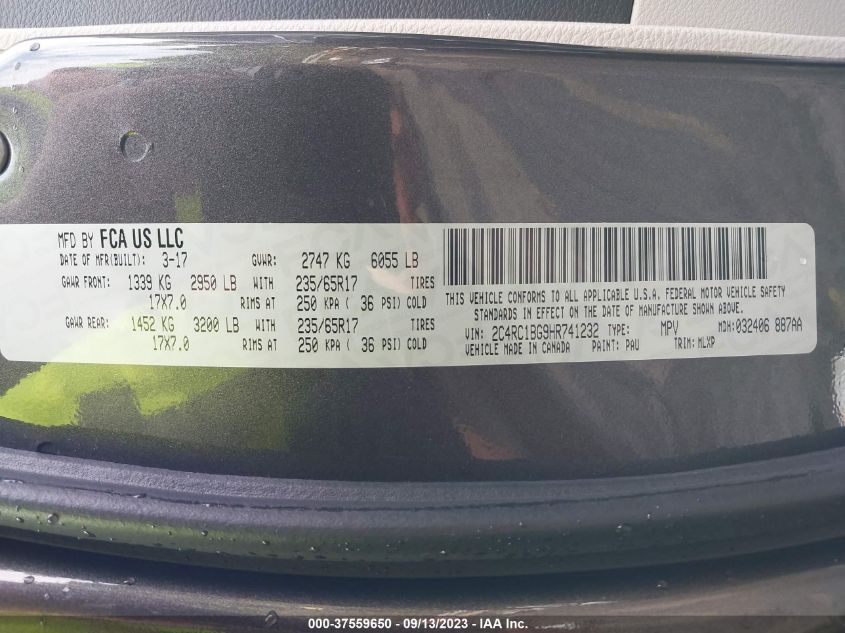 MFD BY FCA US LLC
DATE OF MFR(BUILT): 3-17 GVWR: 2747 KG 6055 LB
GAWR FRONT: 1339 KG 2950 LB WITH 235/65R17 TIRES
17X7.0 RIMS AT 250 KPA ( 36 PSI) COLD
GAWR REAR: 1452 KG 3200 LB WITH 235/65R17 TIRES
17X7.0 RIMS AT 250 KPA ( 36 PSI) COLD
THIS VEHICLE CONFORMS TO ALL APPLICABLE U.S.A. FEDERAL MOTOR VEHICLE SAFETY
STANDARDS IN EFFECT ON THE DATE OF MANUFACTURE SHOWN ABOVE.
VIN: 2C4RC1BG9HR741232 TYPE: MPV MDH:032406 887AA
VEHICLE MADE IN CANADA PAINT: PAU TRIM: MLXP
000-37559650 - 09/13/2023 - IAA Inc.